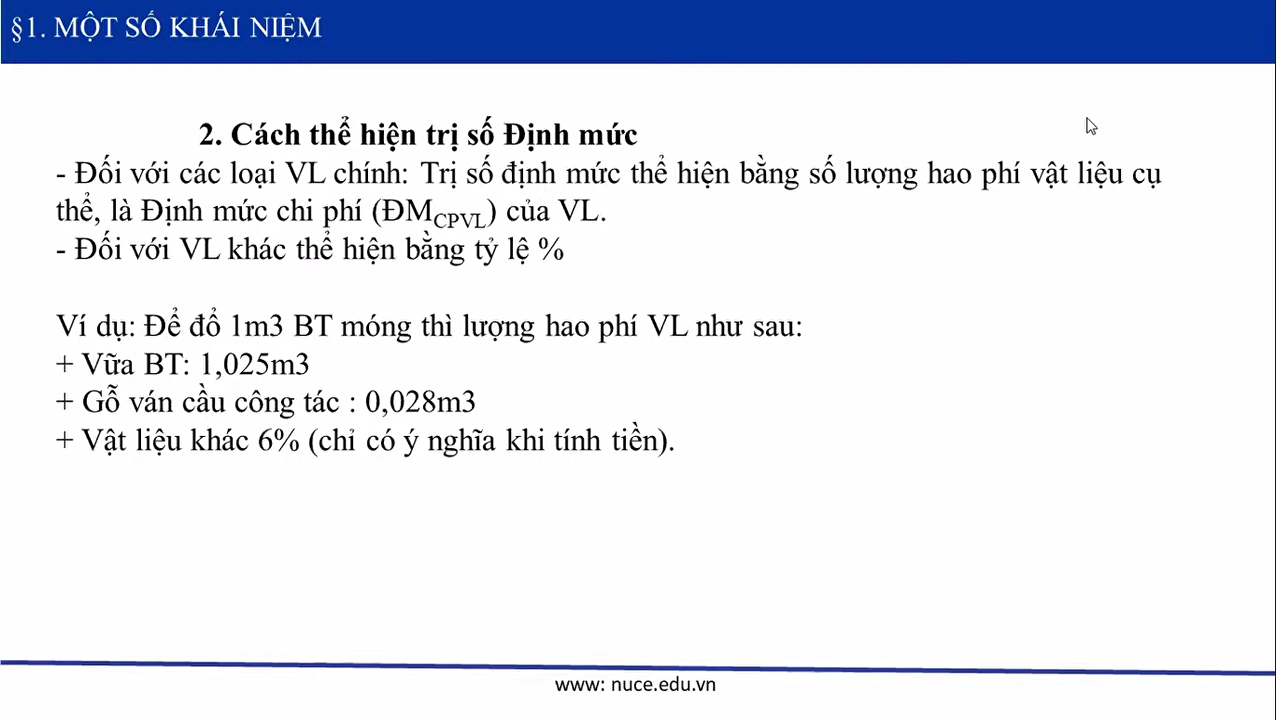 §1. MỘT SỐ KHÁI NIỆM
2. Cách thể hiện trị số Định mức
- Đối với các loại VL chính: Trị số định mức thể hiện bằng số lượng hao phí vật liệu cụ
thể, là Định mức chi phí (ĐMCPVL) của VL.
- Đối với VL khác thể hiện bằng tỷ lệ %
Ví dụ: Để đổ 1m3 BT móng thì lượng hao phí VL như sau:
+ Vữa BT: 1,025m3
+ Gỗ ván cầu công tác : 0,028m3
+ Vật liệu khác 6% (chỉ có ý nghĩa khi tính tiền).
www: nuce.edu.vn